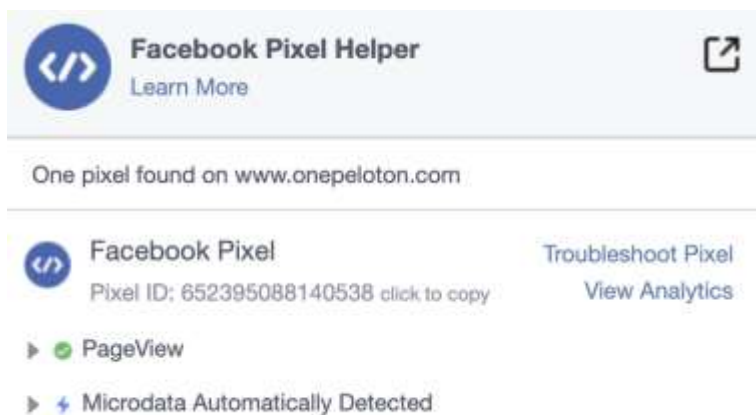 Facebook Pixel Helper
Learn More
One pixel found on www.onepeloton.com
Facebook Pixel
Troubleshoot Pixel
Pixel ID: 652395088140538 click to copy
View Analytics
PageView
Microdata Automatically Detected